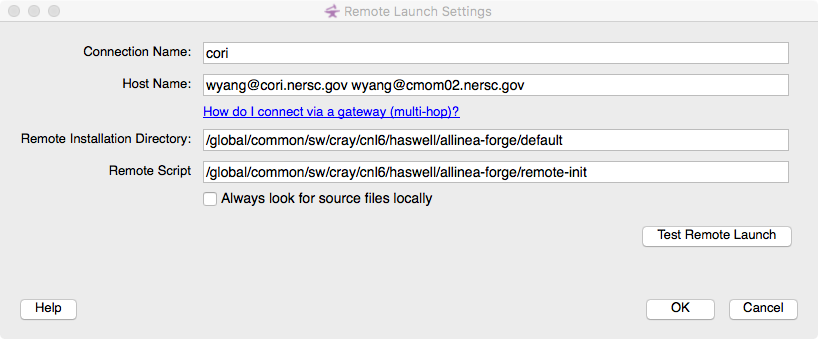 Remote Launch Settings
Connection Name: cori
Host Name: wyang@cori.nersc.gov wyang@cmom02.nersc.gov
How do I connect via a gateway (multi-hop)?
Remote Installation Directory: /global/common/sw/cray/cnl6/haswell/allinea-forge/default
Remote Script /global/common/sw/cray/cnl6/haswell/allinea-forge/remote-init
Always look for source files locally
Test Remote Launch
Help OK Cancel